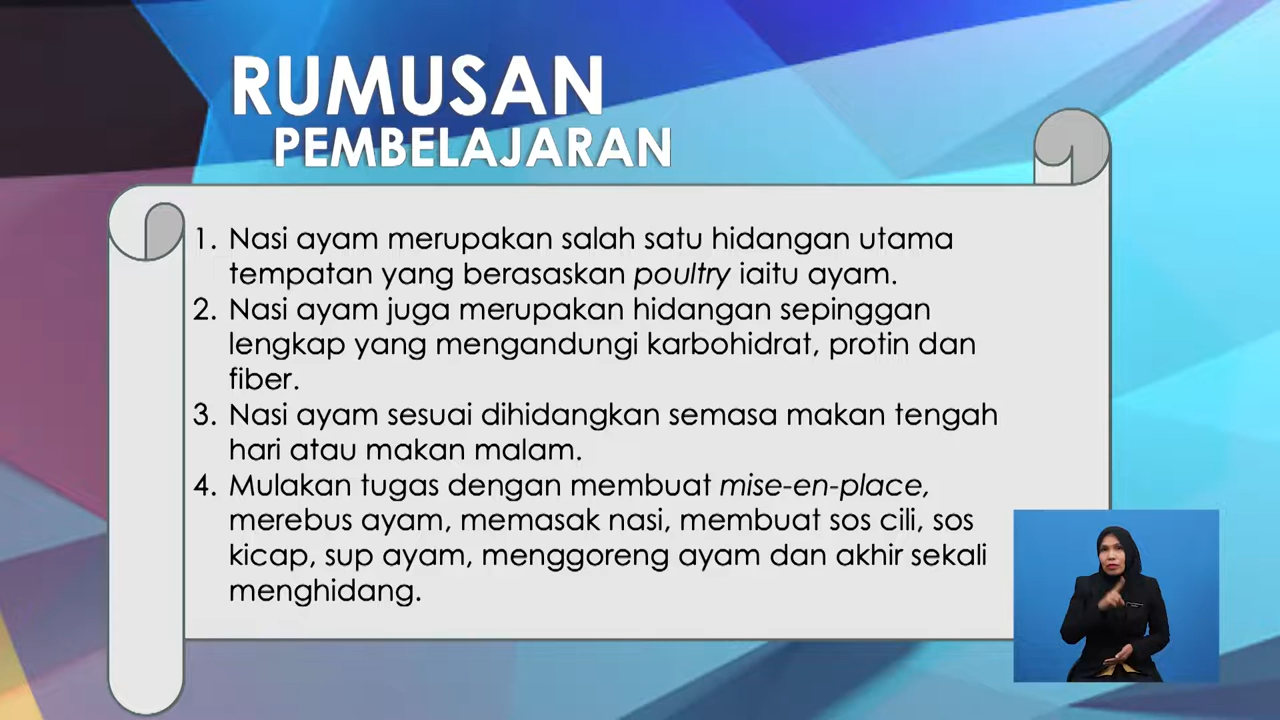 RUMUSAN
PEMBELAJARAN
1. Nasi ayam merupakan salah satu hidangan utama
tempatan yang berasaskan poultry iaitu ayam.
2. Nasi ayam juga merupakan hidangan sepinggan
lengkap yang mengandungi karbohidrat, protin dan
fiber.
3. Nasi ayam sesuai dihidangkan semasa makan tengah
hari atau makan malam.
4. Mulakan tugas dengan membuat mise-en-place,
merebus ayam, memasak nasi, membuat sos cili, sos
kicap, sup ayam, menggoreng ayam dan akhir sekali
menghidang.